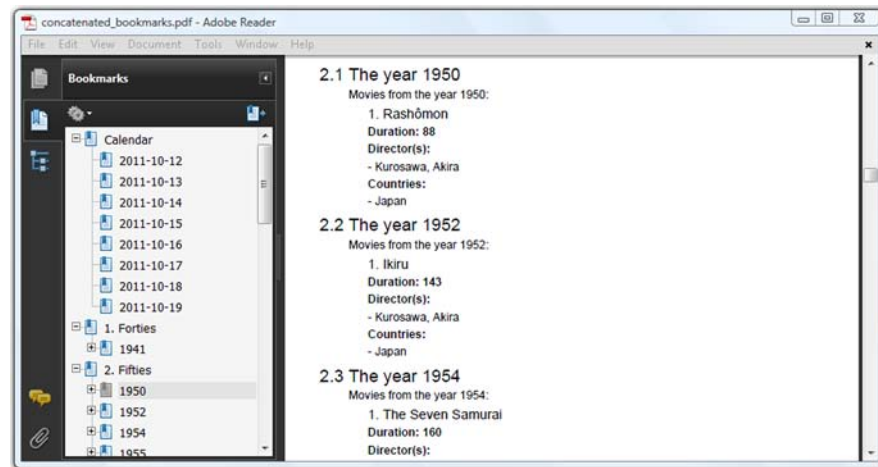 concatenated_bookmarks.pdf - Adobe Reader
File Edit View Document Tools Window Help
Bookmarks
Calendar
2011-10-12
2011-10-13
2011-10-14
2011-10-15
2011-10-16
2011-10-17
2011-10-18
2011-10-19
1. Forties
1941
2. Fifties
1950
1952
1954
1955
2.1 The year 1950
Movies from the year 1950:
1. Rashômon
Duration: 88
Director(s):
- Kurosawa, Akira
Countries:
- Japan
2.2 The year 1952
Movies from the year 1952:
1. Ikiru
Duration: 143
Director(s):
- Kurosawa, Akira
Countries:
- Japan
2.3 The year 1954
Movies from the year 1954:
1. The Seven Samurai
Duration: 160
Director(s):